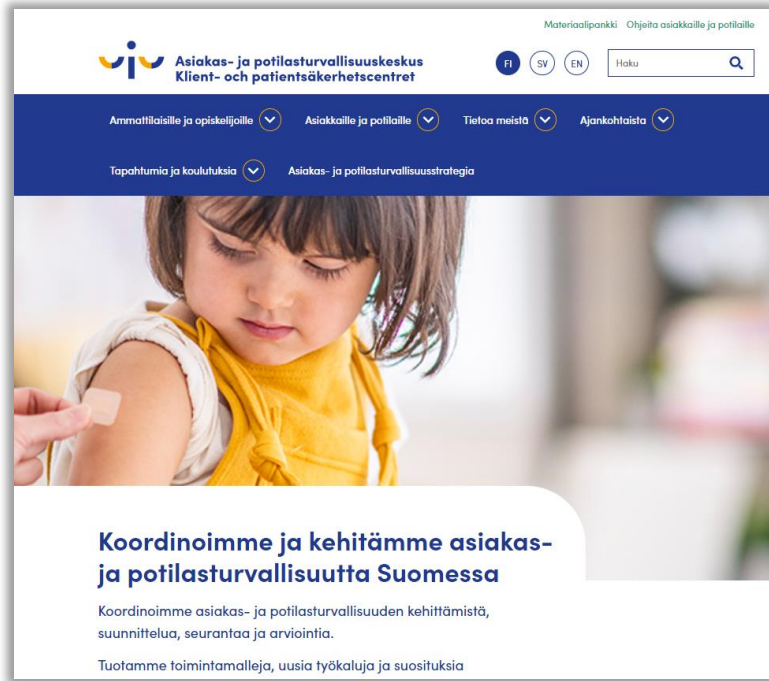 Materiaalipankki Ohjeita asiakkaille ja potilaille
Asiakas- ja potilasturvallisuuskeskus
Klient- och patientsäkerhetscentret
FI SV EN Haku
Ammattilaisille ja opiskelijoille Asiakkaille ja potilaille Tietoa meistä Ajankohtaista
Tapahtumia ja koulutuksia Asiakas- ja potilasturvallisuusstrategia
Koordinoimme ja kehitämme asiakas-
ja potilasturvallisuutta Suomessa
Koordinoimme asiakas- ja potilasturvallisuuden kehittämistä,
suunnittelua, seurantaa ja arviointia.
Tuotamme toimintamalleja, uusia työkaluja ja suosituksia